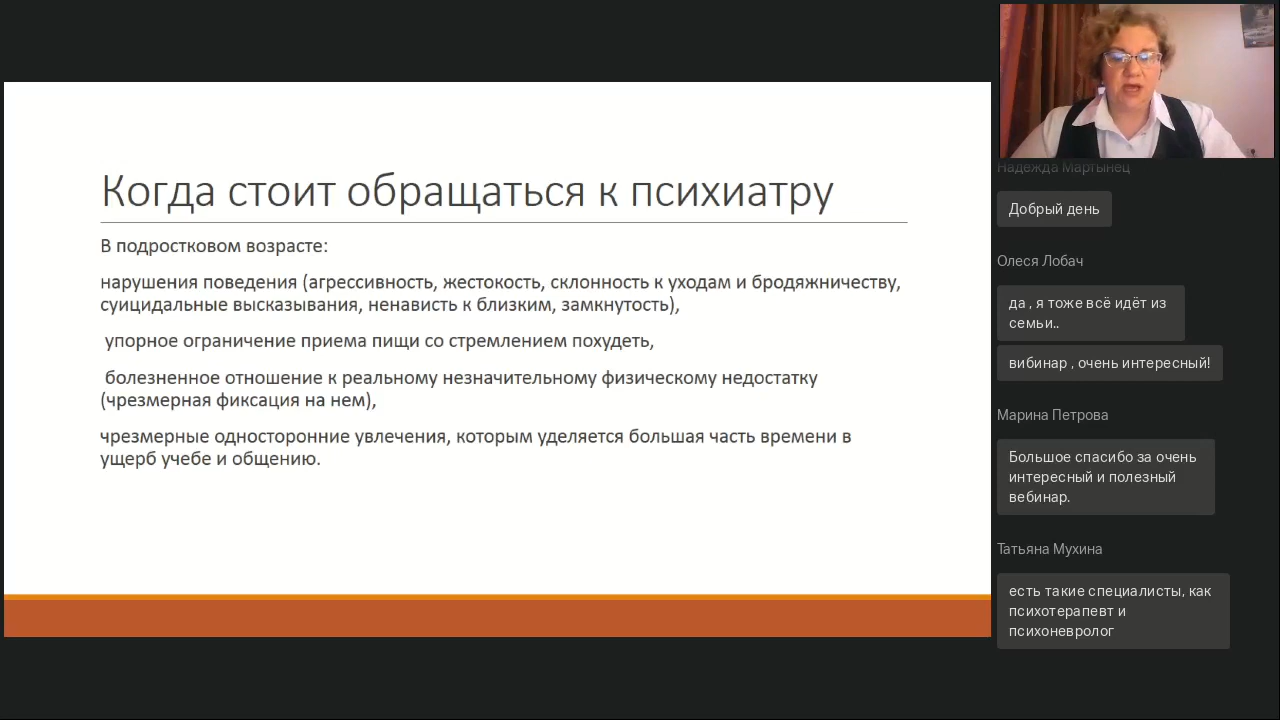 Когда стоит обращаться к психиатру
В подростковом возрасте:
нарушения поведения (агрессивность, жестокость, склонность к уходам и бродяжничеству,
суицидальные высказывания, ненависть к близким, замкнутость),
упорное ограничение приема пищи со стремлением похудеть,
болезненное отношение к реальному незначительному физическому недостатку
(чрезмерная фиксация на нем),
чрезмерные односторонние увлечения, которым уделяется большая часть времени в
ущерб учебе и общению.
Надежда Мартынец
Добрый день
Олеся Лобач
да , я тоже всё идёт из
семьи..
вибинар , очень интересный!
Марина Петрова
Большое спасибо за очень
интересный и полезный
вебинар.
Татьяна Мухина
есть такие специалисты, как
психотерапевт и
психоневролог